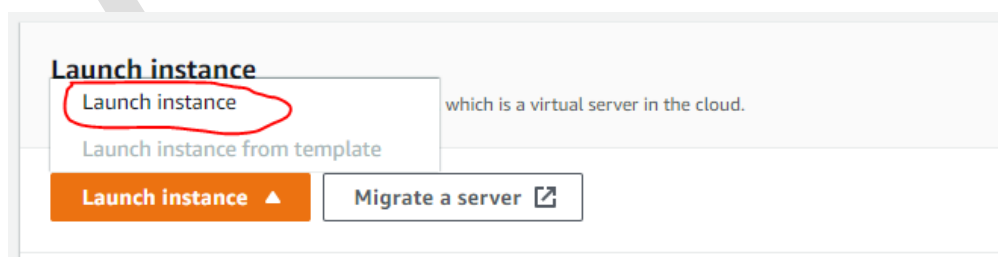 Launch instance
Launch instance
which is a virtual server in the cloud.
Launch instance from template
Launch instance
Migrate a server